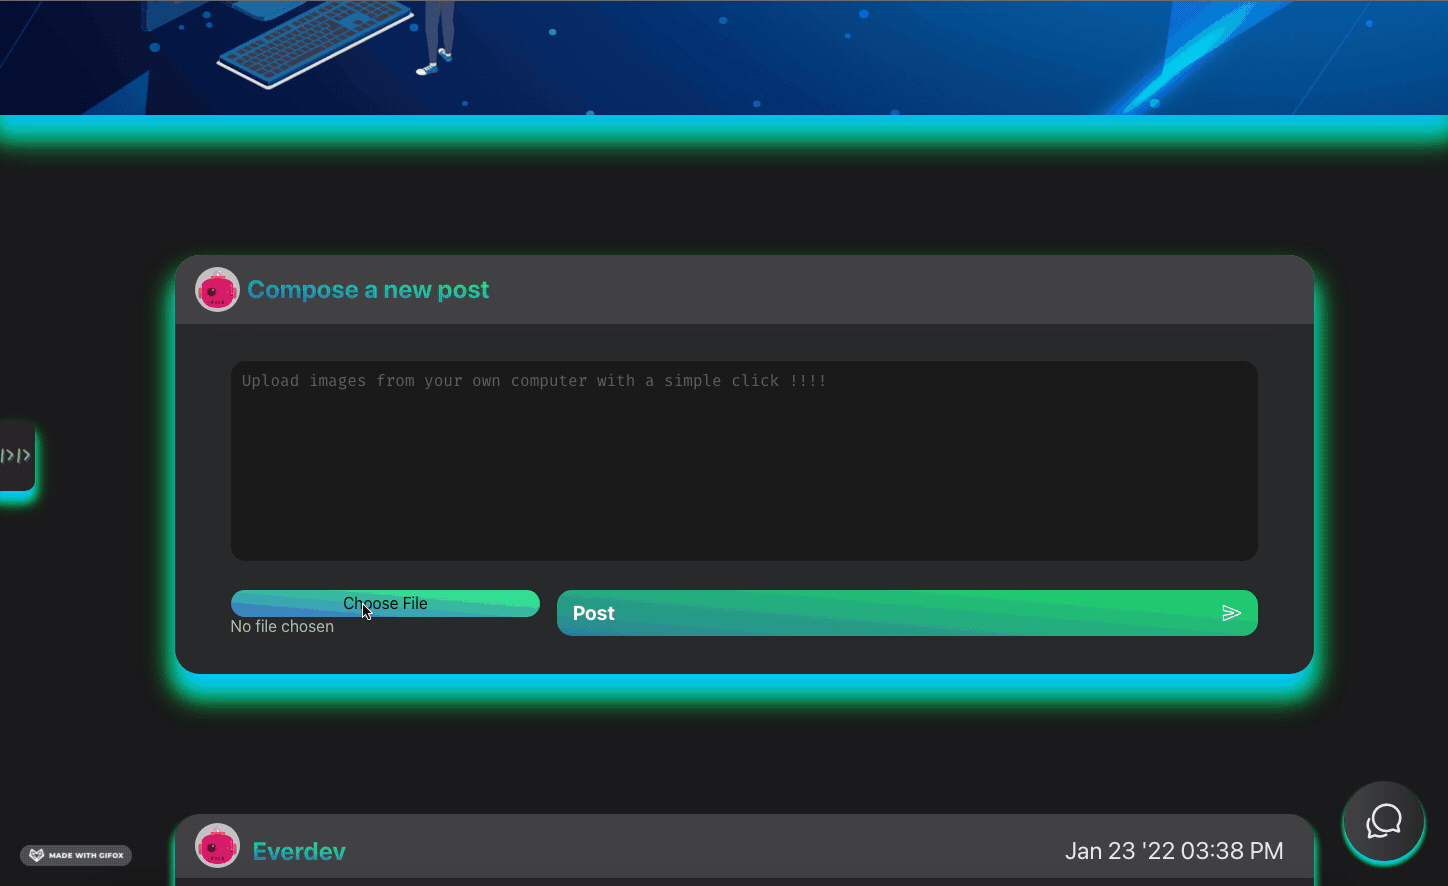 Compose a new post
Upload images from your own computer with a simple click !!!!
|>|>
Choose File
No file chosen
Post
Everdev
Jan 23 '22 03:38 PM
MADE WITH GIFOX